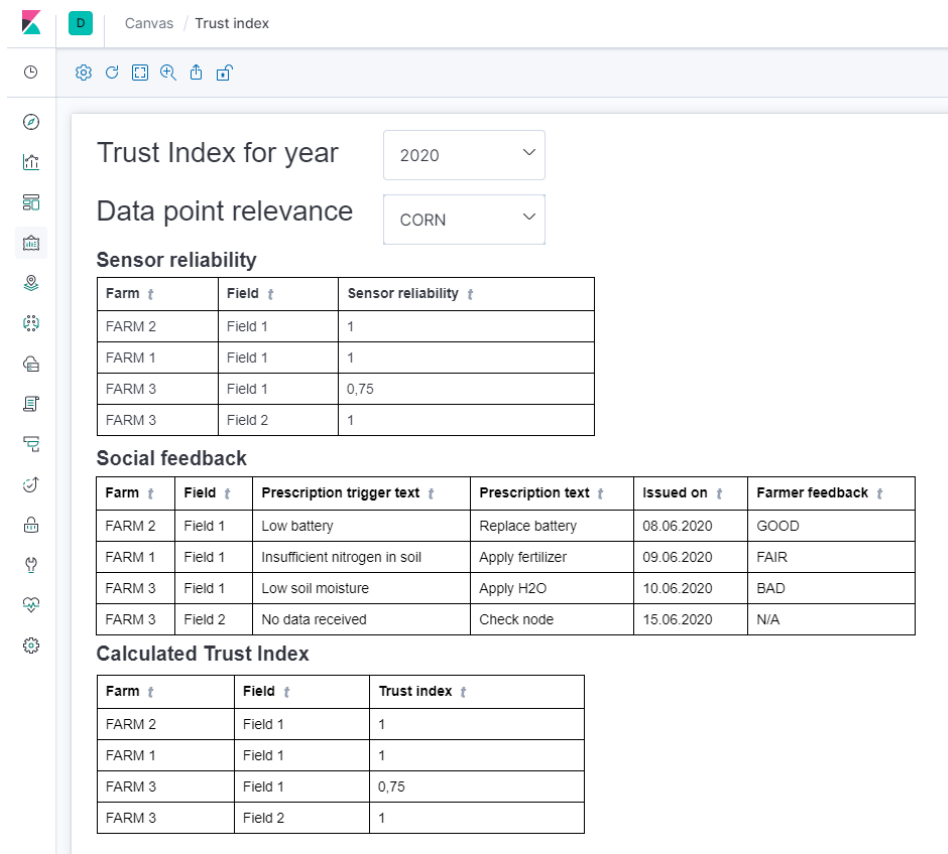 D Canvas / Trust index
Trust Index for year 2020
Data point relevance CORN
Sensor reliability
Farm t Field t Sensor reliability t
FARM 2 Field 1 1
FARM 1 Field 1 1
FARM 3 Field 1 0,75
FARM 3 Field 2 1
Social feedback
Farm t Field t Prescription trigger text t Prescription text t Issued on t Farmer feedback t
FARM 2 Field 1 Low battery Replace battery 08.06.2020 GOOD
FARM 1 Field 1 Insufficient nitrogen in soil Apply fertilizer 09.06.2020 FAIR
FARM 3 Field 1 Low soil moisture Apply H2O 10.06.2020 BAD
FARM 3 Field 2 No data received Check node 15.06.2020 N/A
Calculated Trust Index
Farm t Field t Trust index t
FARM 2 Field 1 1
FARM 1 Field 1 1
FARM 3 Field 1 0,75
FARM 3 Field 2 1